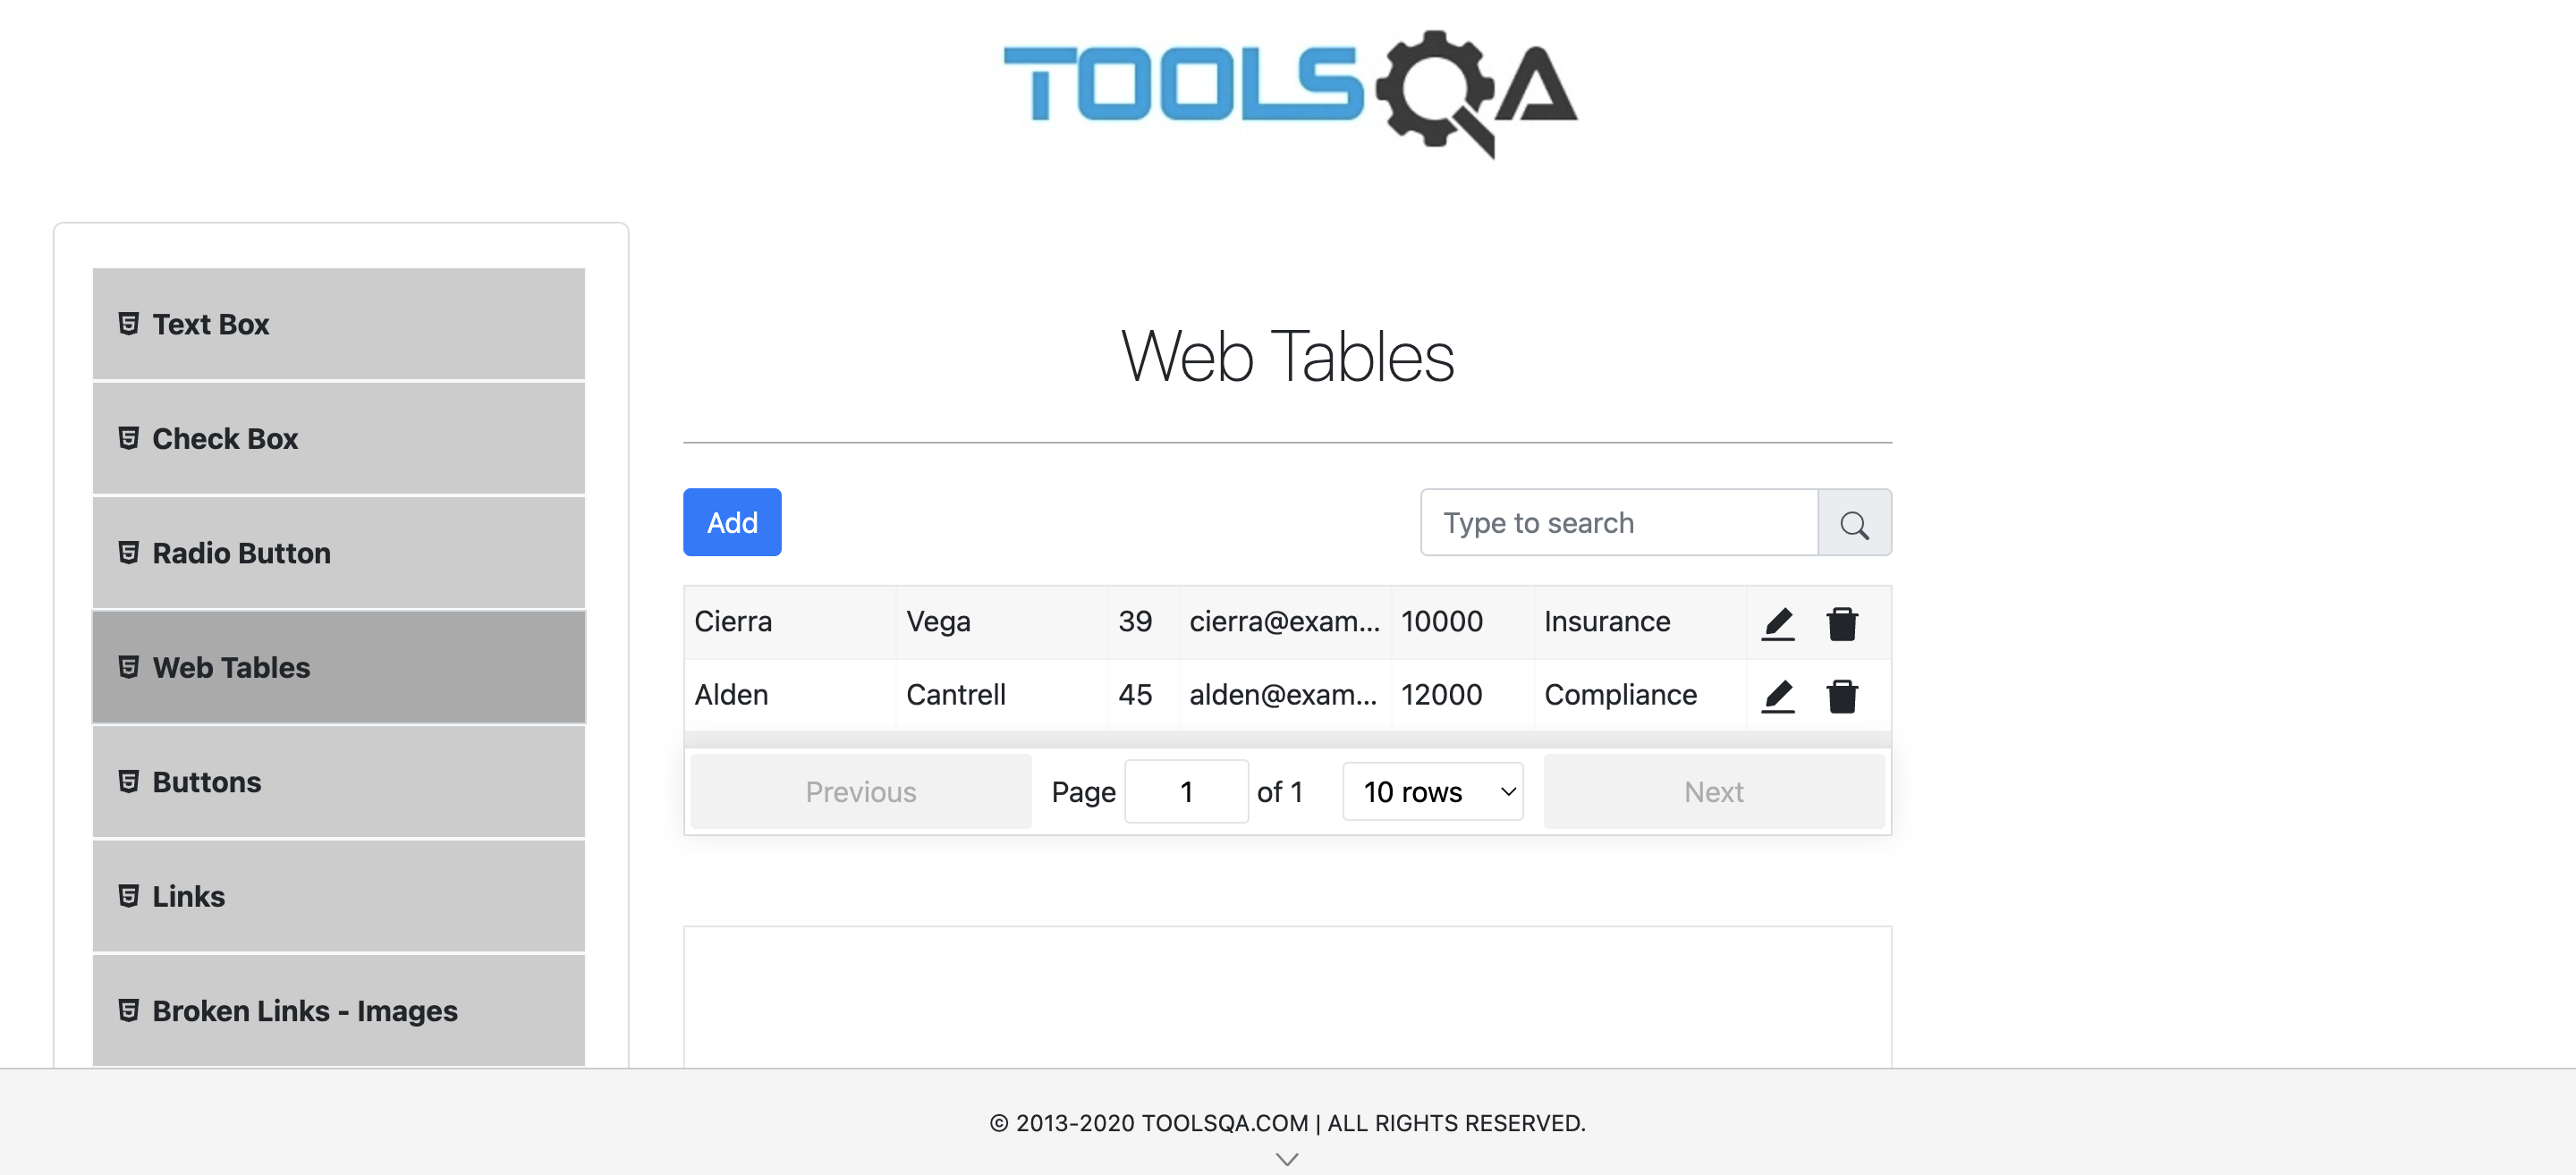 TOOLSQA
Text Box
Check Box
Radio Button
Web Tables
Buttons
Links
Broken Links - Images
Web Tables
Add
Type to search
Cierra Vega 39 cierra@exam... 10000 Insurance
Alden Cantrell 45 alden@exam... 12000 Compliance
Previous Page 1 of 1 10 rows Next
© 2013-2020 TOOLSQA.COM | ALL RIGHTS RESERVED.